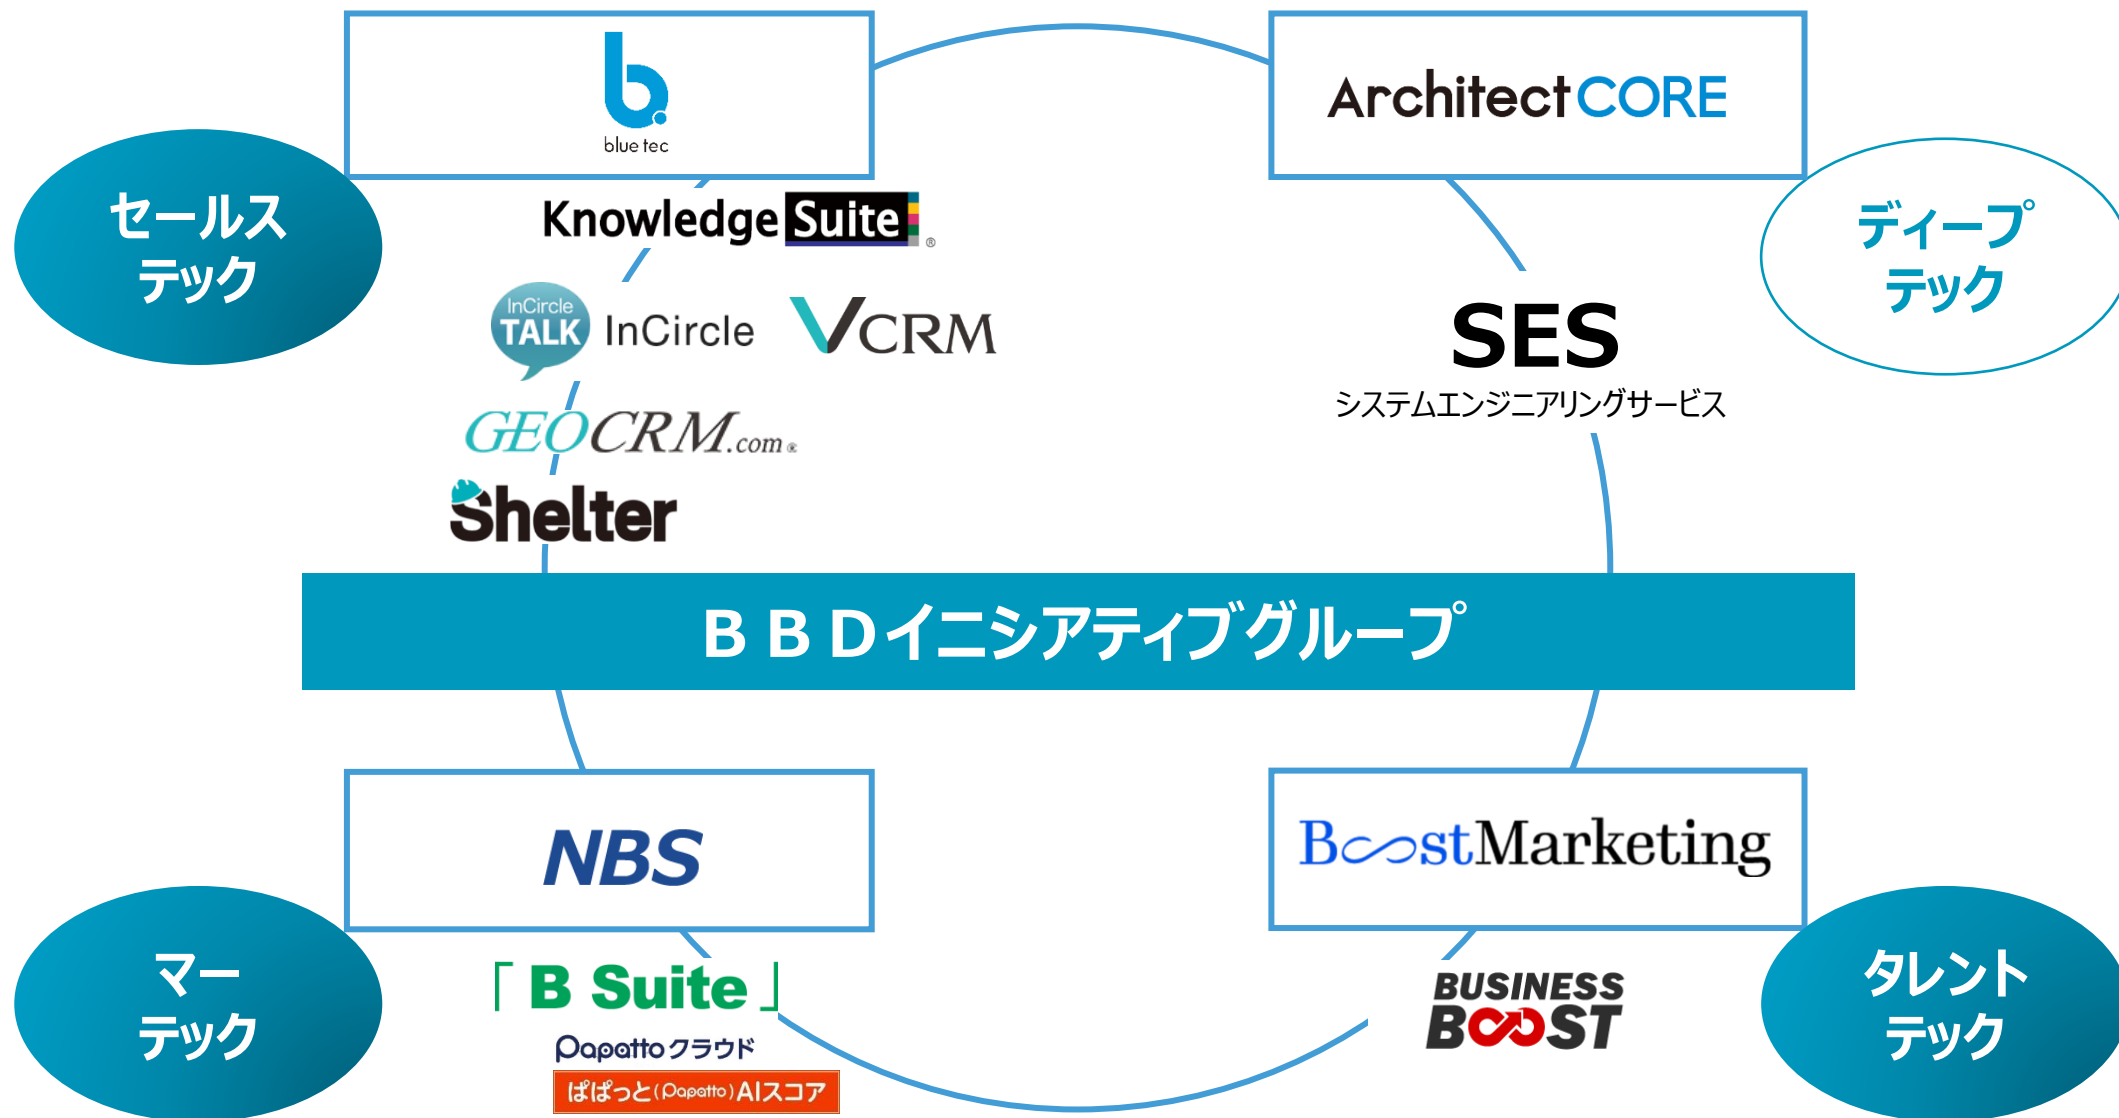 blue tec
セールス
テック
Knowledge Suite ®
InCircle
TALK
InCircle
VCRM
GEOCRM.com®
Shelter
ArchitectCORE
ディープ
テック
SES
システムエンジニアリングサービス
ＢＢＤイニシアティブグループ
NBS
マー
テック
「B Suite」
Papattoクラウド
ぱぱっと(Papatto)AIスコア
BoostMarketing
タレント
テック
BUSINESS
BOOST